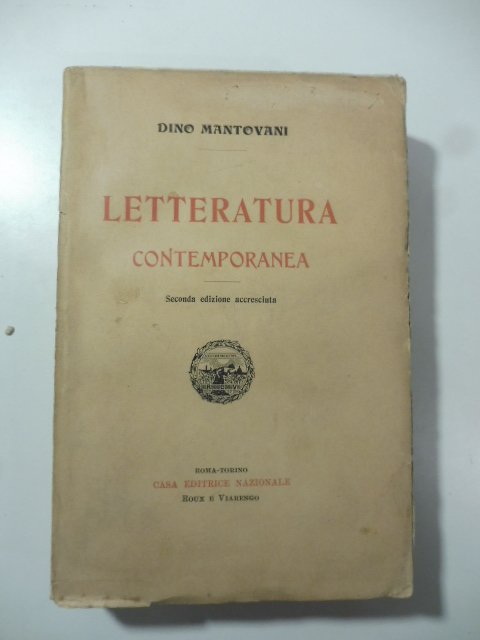 DINO MANTOVANI
LETTERATURA
CONTEMPORANEA
Seconda edizione accresciuta
ROMA-TORINO
CASA EDITRICE NAZIONALE
ROUX E VIARENGO